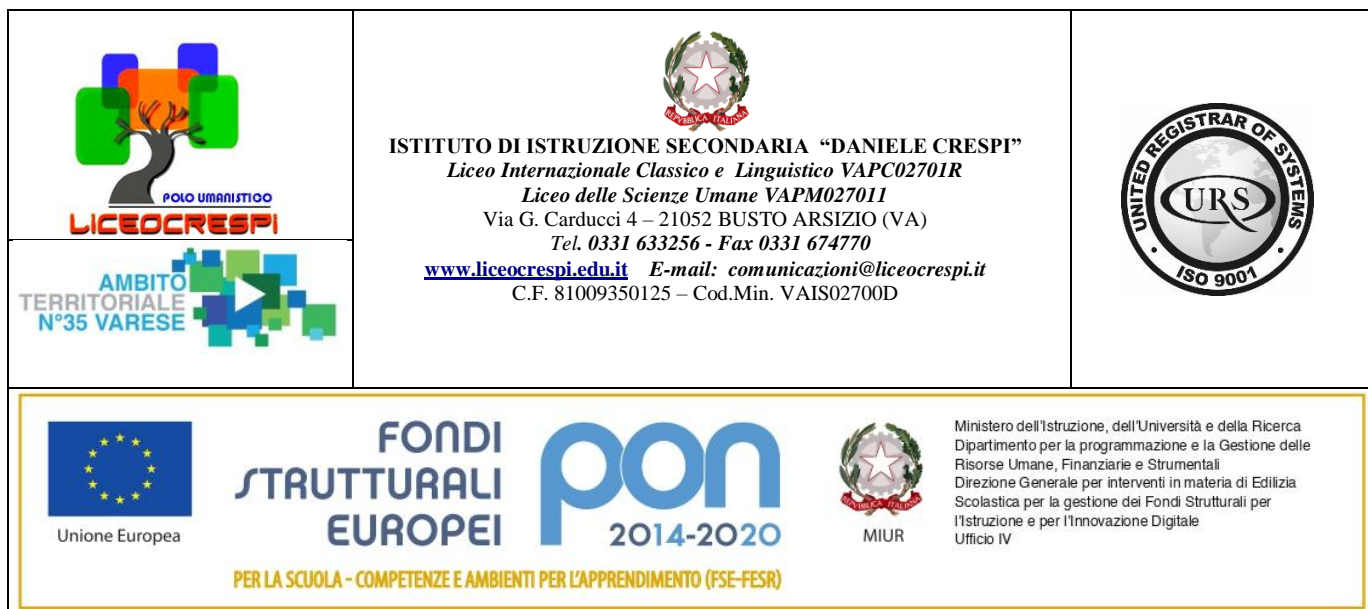 POLO UMANISTICO
LICEOCRESPI
AMBITO
TERRITORIALE
N°35 VARESE
REPVBBLICA ITALIANA
ISTITUTO DI ISTRUZIONE SECONDARIA “DANIELE CRESPI”
Liceo Internazionale Classico e Linguistico VAPC02701R
Liceo delle Scienze Umane VAPM027011
Via G. Carducci 4 – 21052 BUSTO ARSIZIO (VA)
Tel. 0331 633256 - Fax 0331 674770
www.liceocrespi.edu.it E-mail: comunicazioni@liceocrespi.it
C.F. 81009350125 – Cod.Min. VAIS02700D
UNITED REGISTRAR OF SYSTEMS
URS
ISO 9001
Unione Europea
FONDI
STRUTTURALI
EUROPEI
pon
2014-2020
PER LA SCUOLA - COMPETENZE E AMBIENTI PER L'APPRENDIMENTO (FSE-FESR)
REPVBBLICA ITALIANA
MIUR
Ministero dell'Istruzione, dell'Università e della Ricerca
Dipartimento per la programmazione e la Gestione delle
Risorse Umane, Finanziarie e Strumentali
Direzione Generale per interventi in materia di Edilizia
Scolastica per la gestione dei Fondi Strutturali per
l'Istruzione e per l'Innovazione Digitale
Ufficio IV